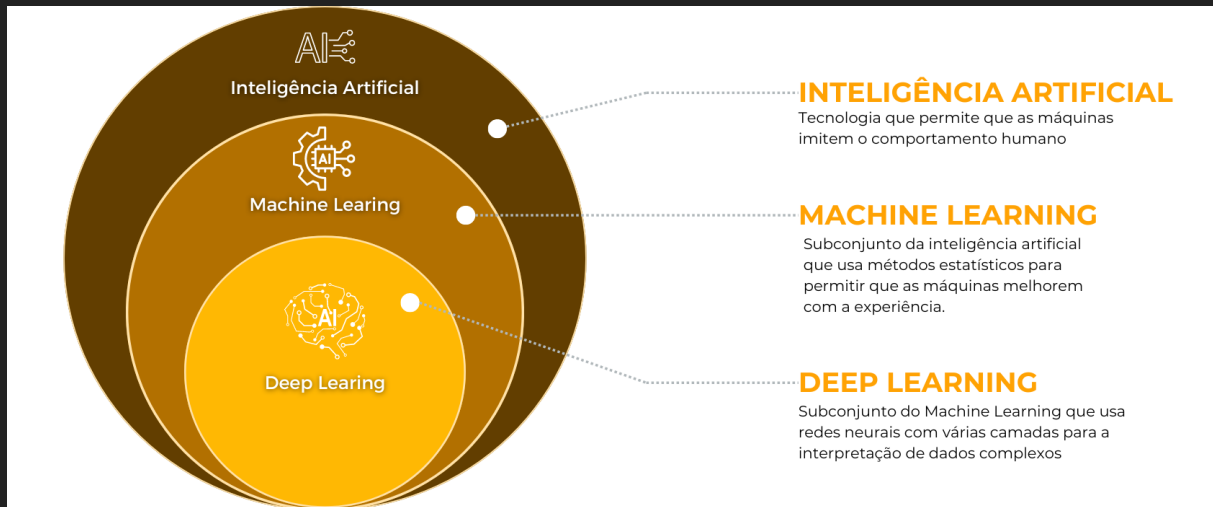 AI
Inteligência Artificial
AI
Machine Learing
AI
Deep Learing
INTELIGÊNCIA ARTIFICIAL
Tecnologia que permite que as máquinas
imitem o comportamento humano
MACHINE LEARNING
Subconjunto da inteligência artificial
que usa métodos estatísticos para
permitir que as máquinas melhorem
com a experiência.
DEEP LEARNING
Subconjunto do Machine Learning que usa
redes neurais com várias camadas para a
interpretação de dados complexos